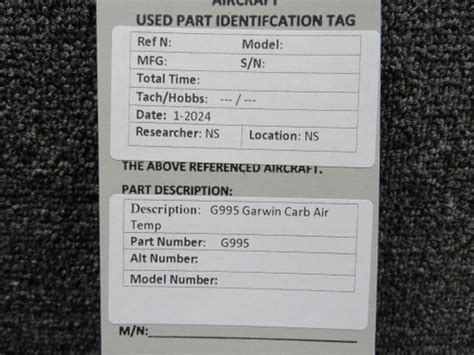 AIRCRAFT
USED PART IDENTIFCATION TAG
Ref N: Model:
MFG: S/N:
Total Time:
Tach/Hobbs: --- / ---
Date: 1-2024
Researcher: NS Location: NS
THE ABOVE REFERENCED AIRCRAFT.
PART DESCRIPTION:
Description: G995 Garwin Carb Air
Temp
Part Number: G995
Alt Number:
Model Number:
M/N: